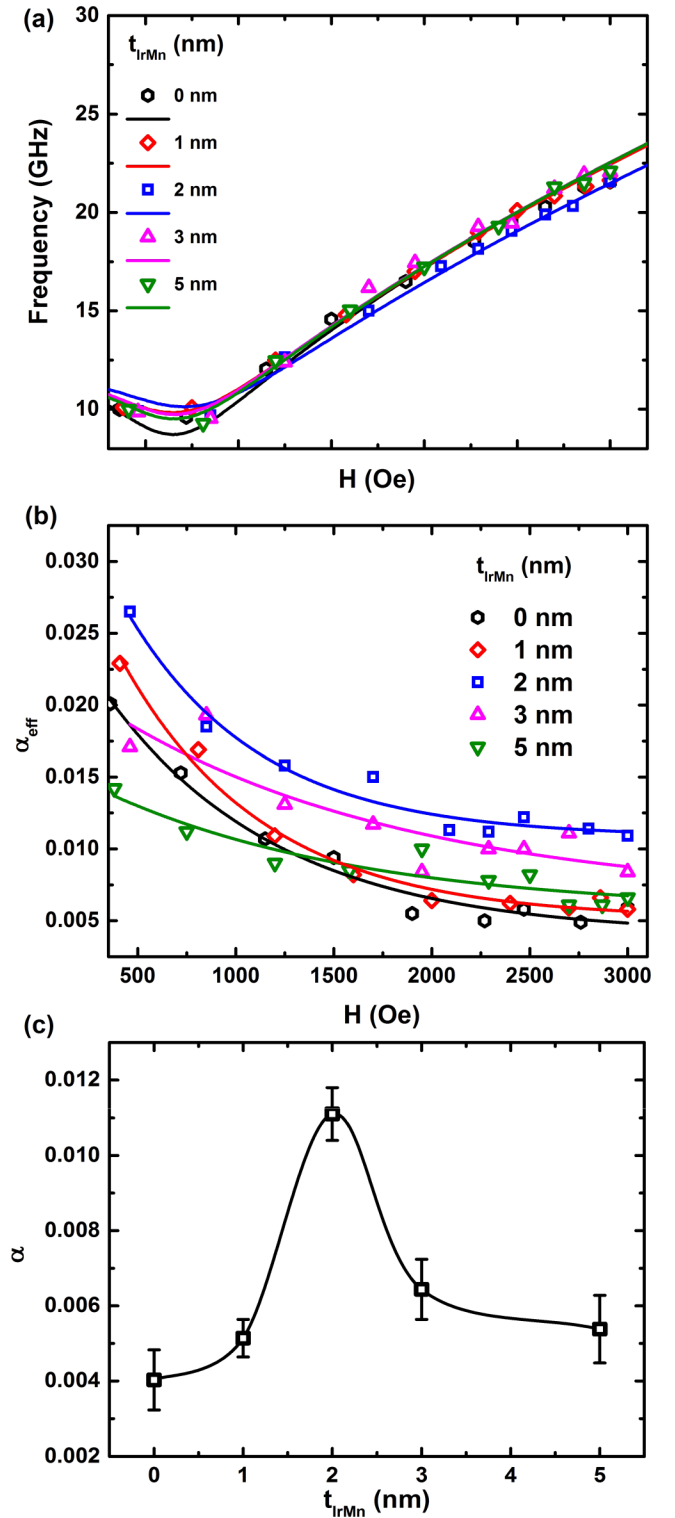 (a)
30
25
20
15
10
Frequency (GHz)
t_IrMn (nm)
0 nm
1 nm
2 nm
3 nm
5 nm
H (Oe)
(b)
0.030
0.025
0.020
0.015
0.010
0.005
α_eff
t_IrMn (nm)
0 nm
1 nm
2 nm
3 nm
5 nm
500 1000 1500 2000 2500 3000
H (Oe)
(c)
0.012
0.010
0.008
0.006
0.004
0.002
α
0 1 2 3 4 5
t_IrMn (nm)